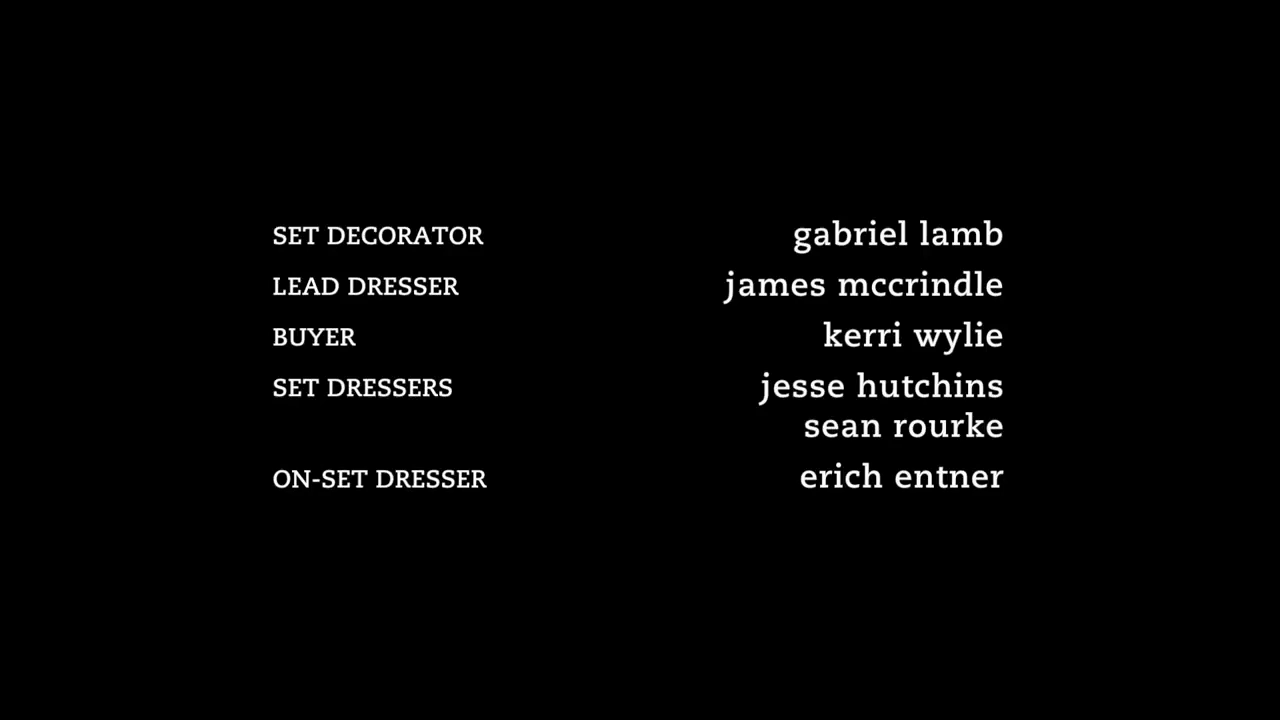 SET DECORATOR gabriel lamb
LEAD DRESSER james mccrindle
BUYER kerri wylie
SET DRESSERS jesse hutchins
sean rourke
ON-SET DRESSER erich entner